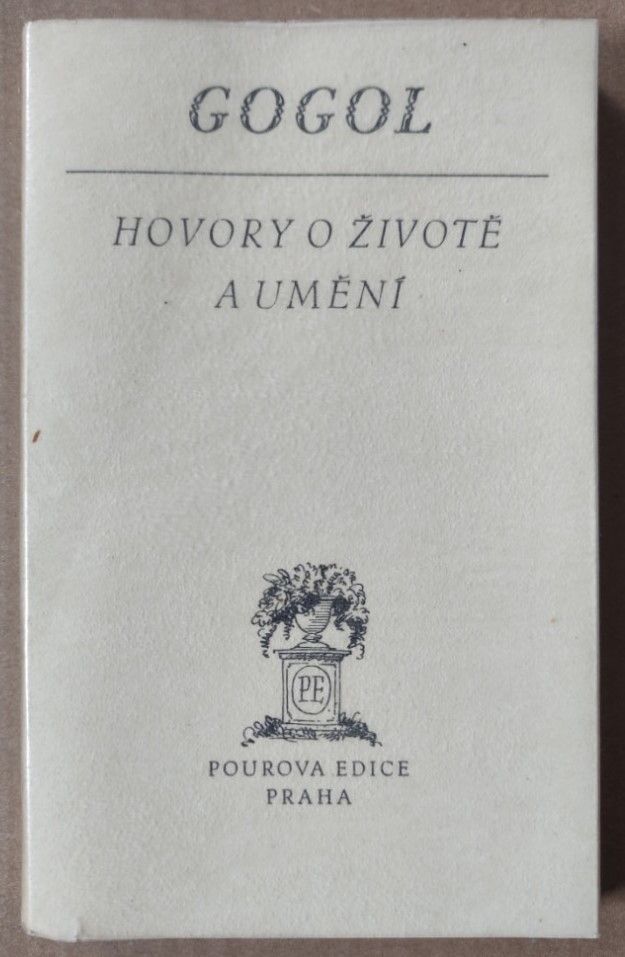 GOGOL
HOVORY O ŽIVOTĚ
A UMĚNÍ
PE
POUROVA EDICE
PRAHA